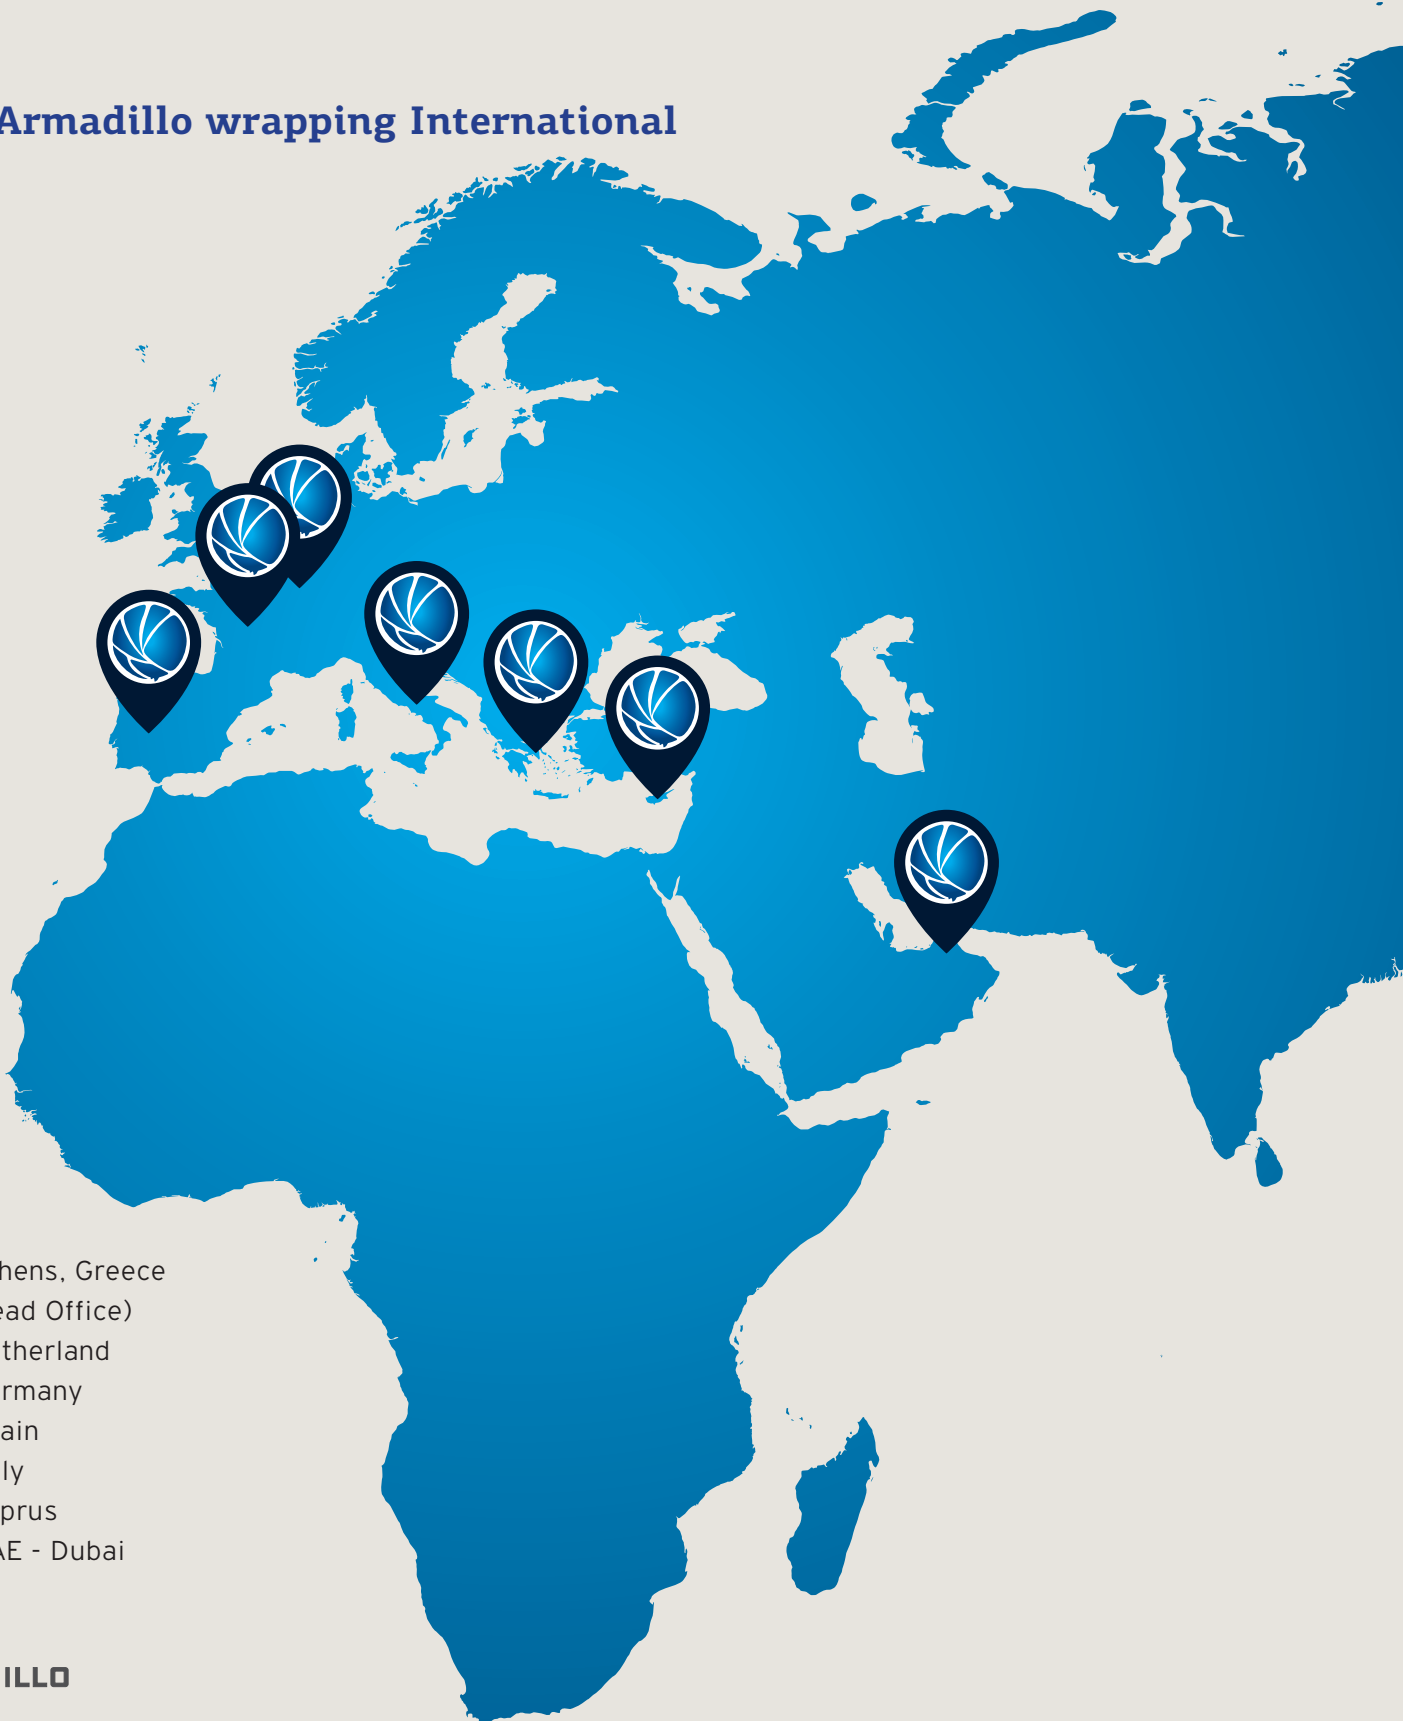 Armadillo wrapping International
hens, Greece
ead Office)
therland
rmany
ain
ly
prus
AE - Dubai
ILLO